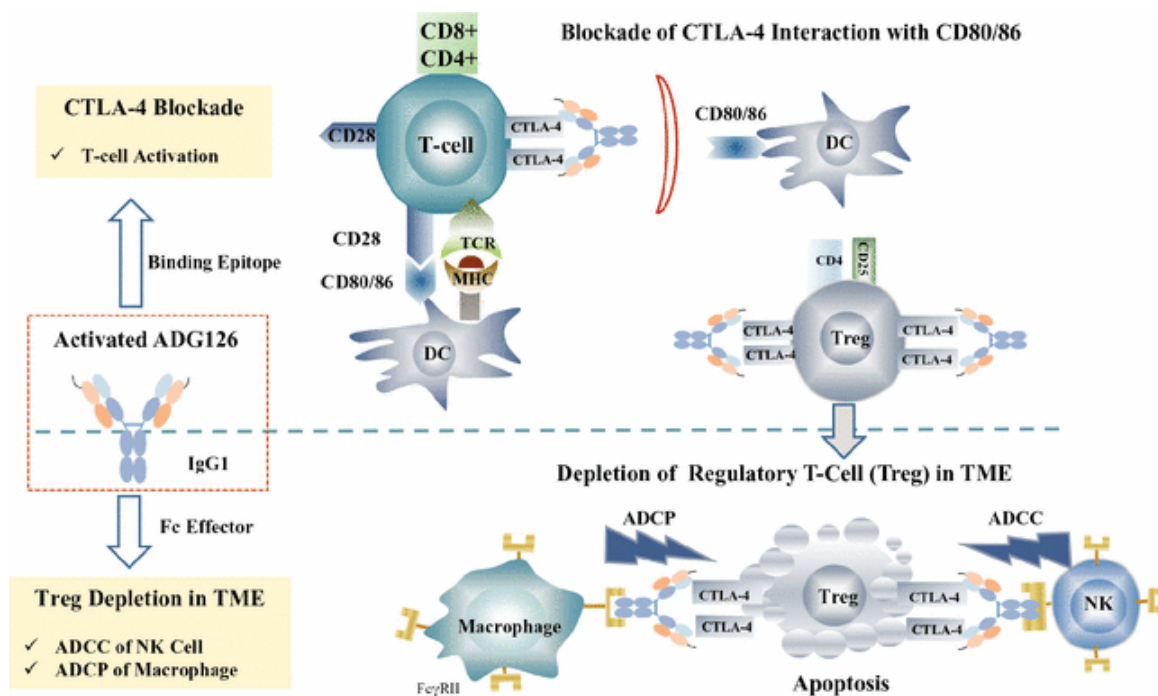 CD8+
CD4+
Blockade of CTLA-4 Interaction with CD80/86
CTLA-4 Blockade
✓ T-cell Activation
CD28
T-cell
CTLA-4
CTLA-4
CD80/86
DC
Binding Epitope
CD28
TCR
CD80/86
MHC
DC
CD4
CD25
CTLA-4
CTLA-4
Treg
CTLA-4
CTLA-4
Activated ADG126
IgG1
Fc Effector
Depletion of Regulatory T-Cell (Treg) in TME
Treg Depletion in TME
✓ ADCC of NK Cell
✓ ADCP of Macrophage
ADCP
ADCC
Macrophage
FcγRII
CTLA-4
CTLA-4
Treg
CTLA-4
CTLA-4
NK
Apoptosis